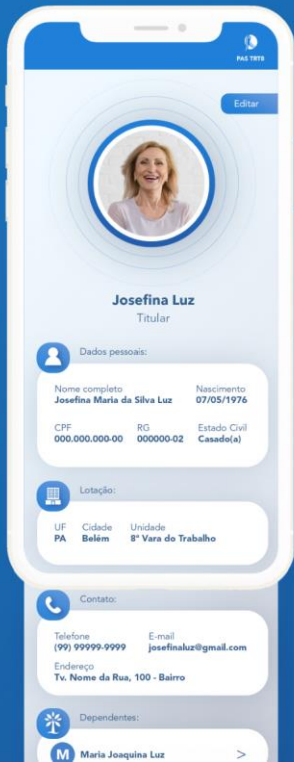 PAS TRT8
Editar
Josefina Luz
Titular
Dados pessoais:
Nome completo Nascimento
Josefina Maria da Silva Luz 07/05/1976
CPF RG Estado Civil
000.000.000-00 000000-02 Casado(a)
Lotação:
UF Cidade Unidade
PA Belém 8ª Vara do Trabalho
Contato:
Telefone E-mail
(99) 99999-9999 josefinaluz@gmail.com
Endereço
Tv. Nome da Rua, 100 - Bairro
Dependentes:
M Maria Joaquina Luz >